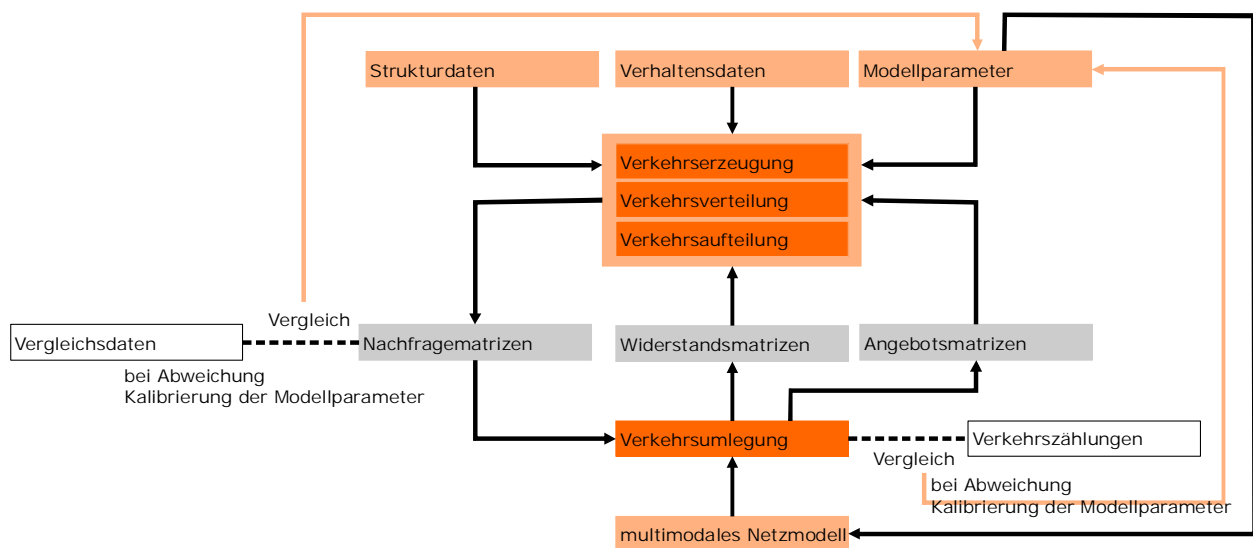 Strukturdaten
Verhaltensdaten
Modellparameter
Verkehrserzeugung
Verkehrsverteilung
Verkehrsaufteilung
Vergleich
Vergleichsdaten
Nachfragematrizen
Widerstandsmatrizen
Angebotsmatrizen
bei Abweichung
Kalibrierung der Modellparameter
Verkehrsumlegung
Verkehrszählungen
Vergleich
bei Abweichung
Kalibrierung der Modellparameter
multimodales Netzmodell